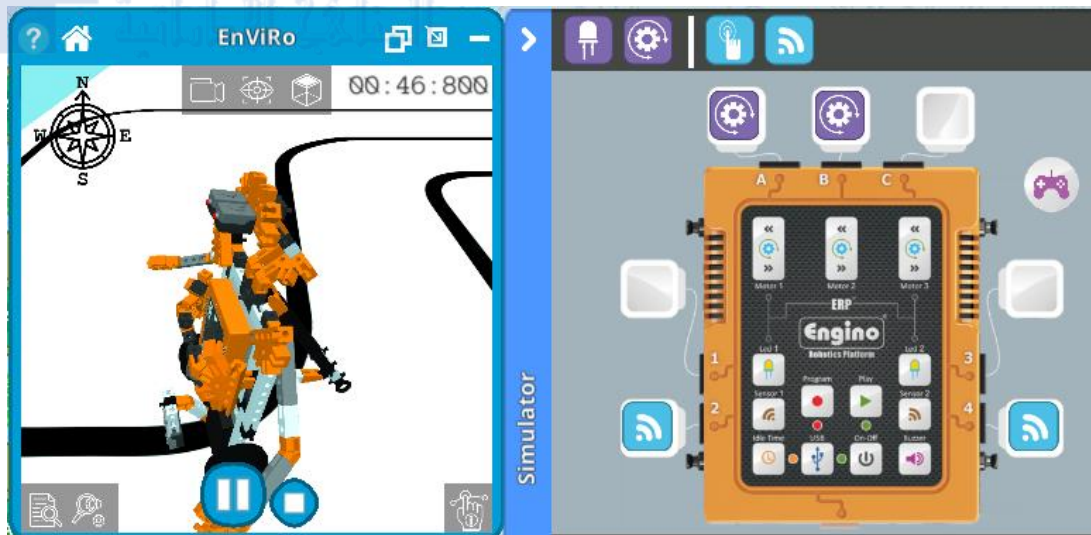 EnViRo
00:46:800
N
W
E
S
Simulator
A
B
C
Motor 1
Motor 2
Motor 3
ERP
Engino
Robotics Platform
Led 1
Led 2
Program
Play
1
2
3
4
Sensor 1
Sensor 2
Idle Time
USB
On-Off
Buzzer